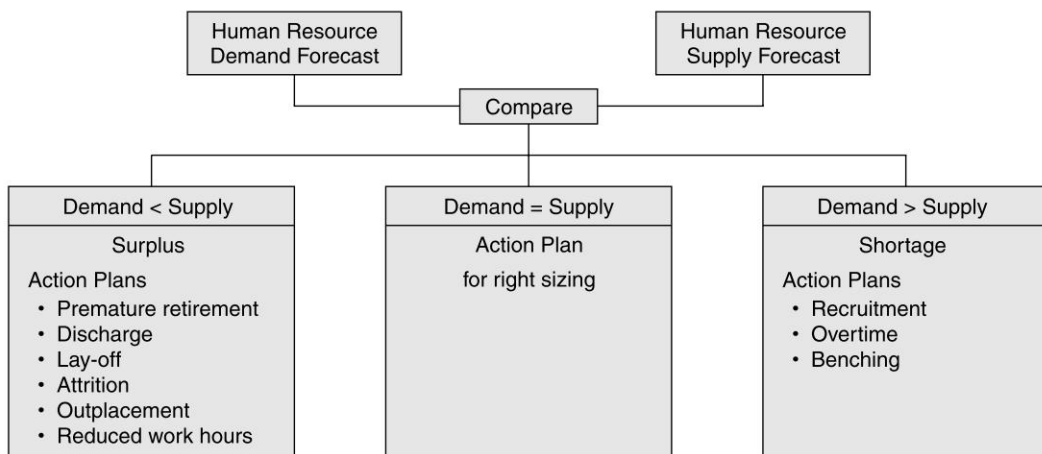 Human Resource
Demand Forecast
Human Resource
Supply Forecast
Compare
Demand < Supply
Surplus
Action Plans
• Premature retirement
• Discharge
• Lay-off
• Attrition
• Outplacement
• Reduced work hours
Demand = Supply
Action Plan
for right sizing
Demand > Supply
Shortage
Action Plans
• Recruitment
• Overtime
• Benching